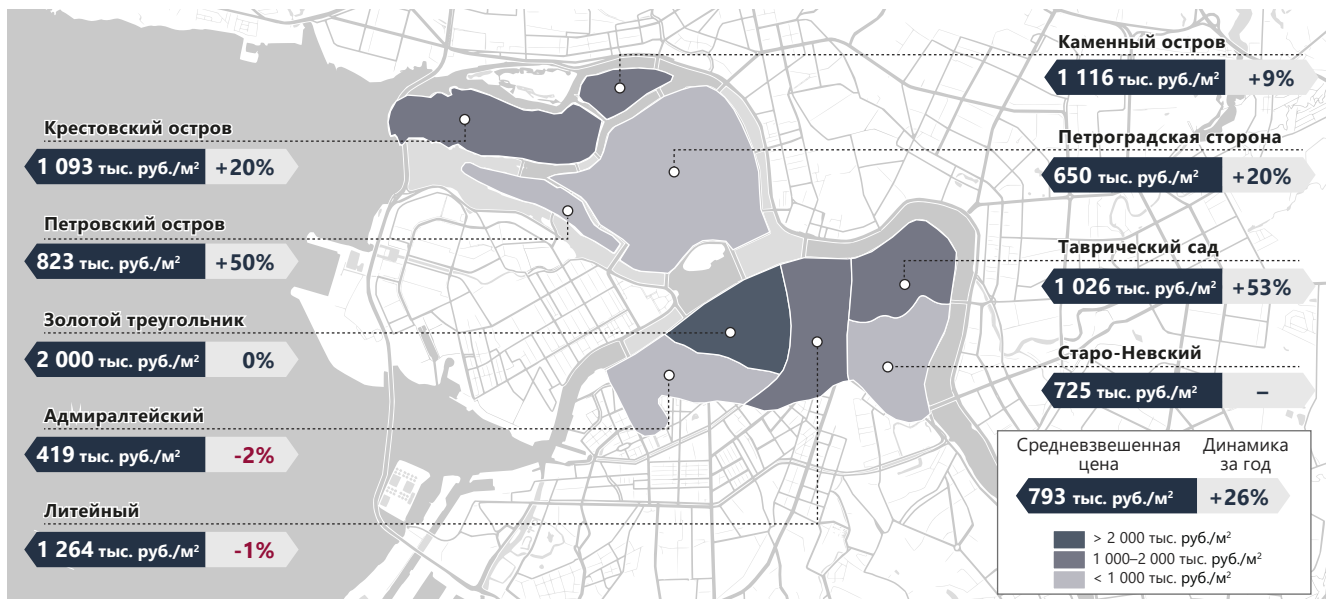 Крестовский остров
1 093 тыс. руб./м²
+20%
Петровский остров
823 тыс. руб./м²
+50%
Золотой треугольник
2 000 тыс. руб./м²
0%
Адмиралтейский
419 тыс. руб./м²
-2%
Литейный
1 264 тыс. руб./м²
-1%
Каменный остров
1 116 тыс. руб./м²
+9%
Петроградская сторона
650 тыс. руб./м²
+20%
Таврический сад
1 026 тыс. руб./м²
+53%
Старо-Невский
725 тыс. руб./м²
–
Средневзвешенная
цена
Динамика
за год
793 тыс. руб./м²
+26%
> 2 000 тыс. руб./м²
1 000–2 000 тыс. руб./м²
< 1 000 тыс. руб./м²